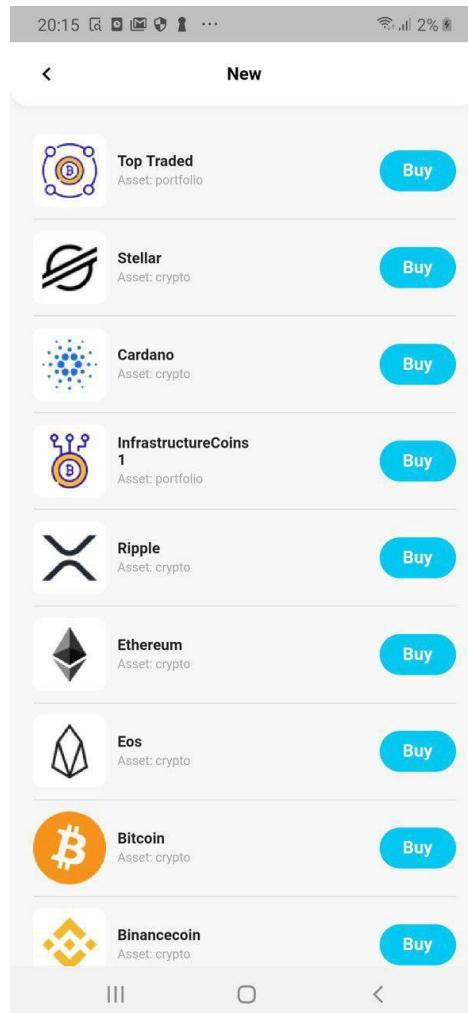 20:15 2%
New
Top Traded
Asset: portfolio
Buy
Stellar
Asset: crypto
Buy
Cardano
Asset: crypto
Buy
InfrastructureCoins
1
Asset: portfolio
Buy
Ripple
Asset: crypto
Buy
Ethereum
Asset: crypto
Buy
Eos
Asset: crypto
Buy
Bitcoin
Asset: crypto
Buy
Binancecoin
Asset: crypto
Buy